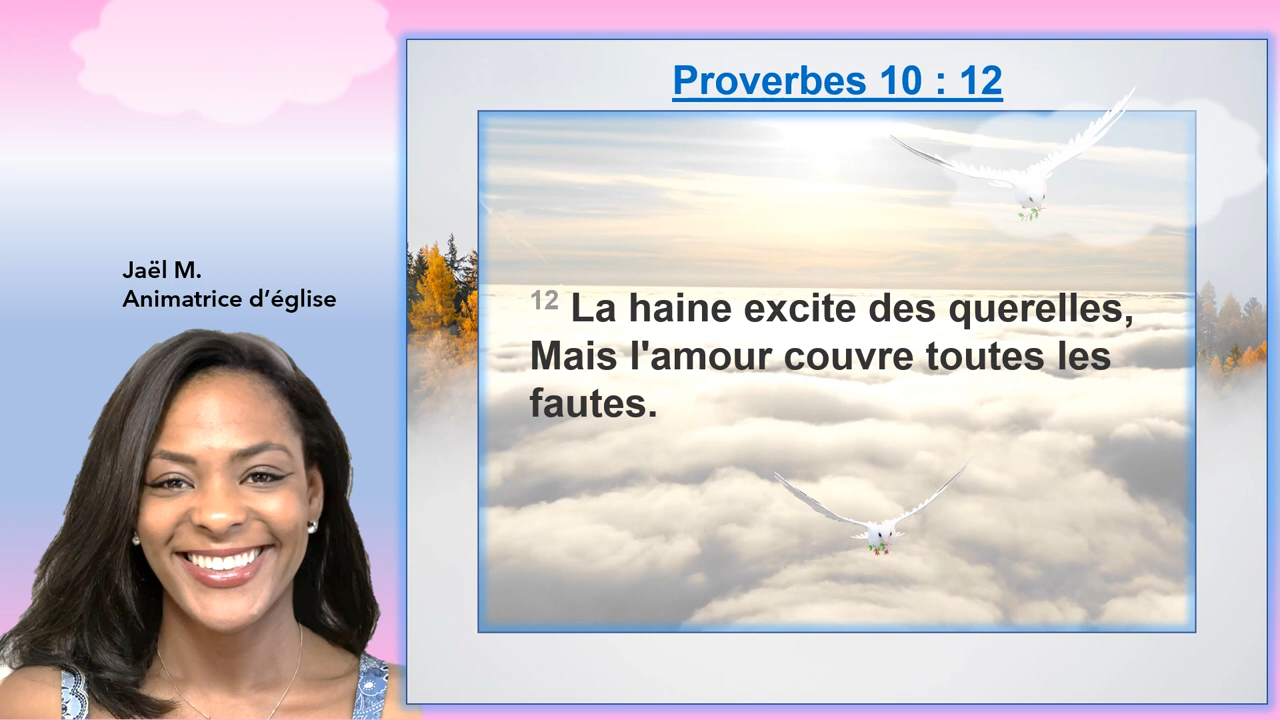 Jaël M.
Animatrice d’église
Proverbes 10 : 12
12 La haine excite des querelles,
Mais l'amour couvre toutes les
fautes.